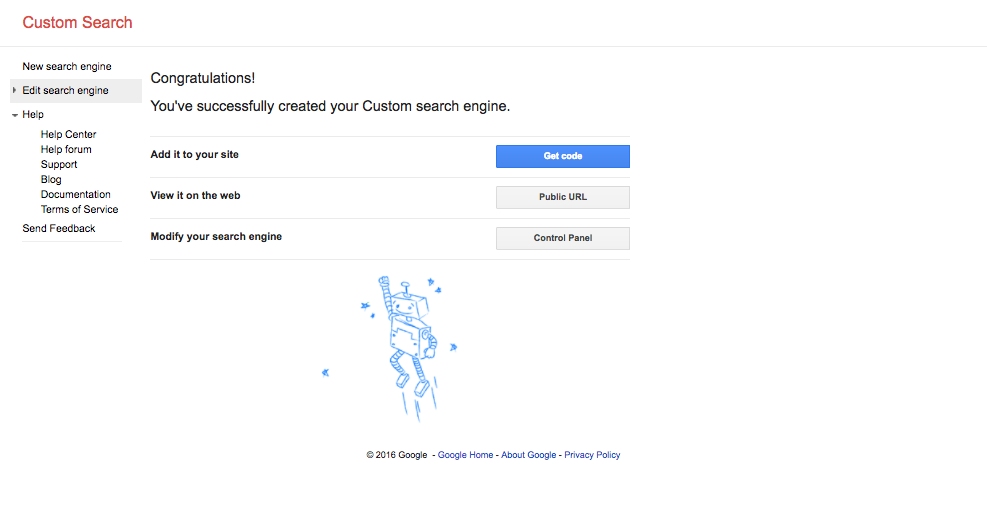 Custom Search
New search engine
Edit search engine
Help
Help Center
Help forum
Support
Blog
Documentation
Terms of Service
Send Feedback
Congratulations!
You've successfully created your Custom search engine.
Add it to your site
Get code
View it on the web
Public URL
Modify your search engine
Control Panel
© 2016 Google - Google Home - About Google - Privacy Policy